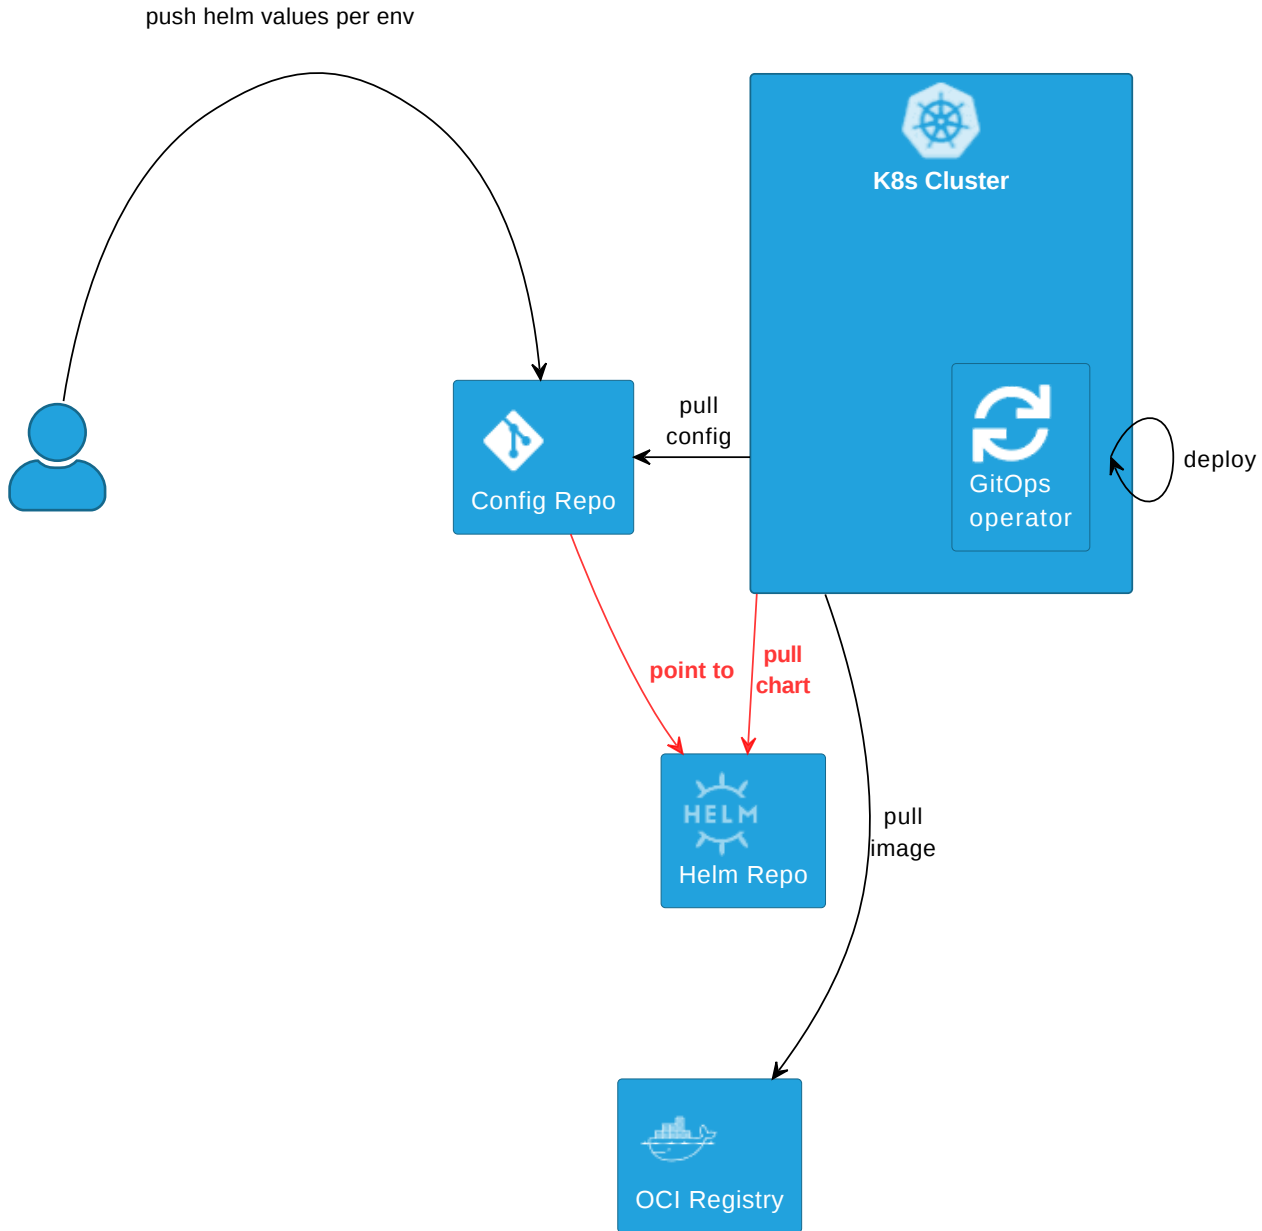 push helm values per env
K8s Cluster
pull
config
Config Repo
GitOps
operator
deploy
point to
pull
chart
HELM
Helm Repo
pull
image
OCI Registry